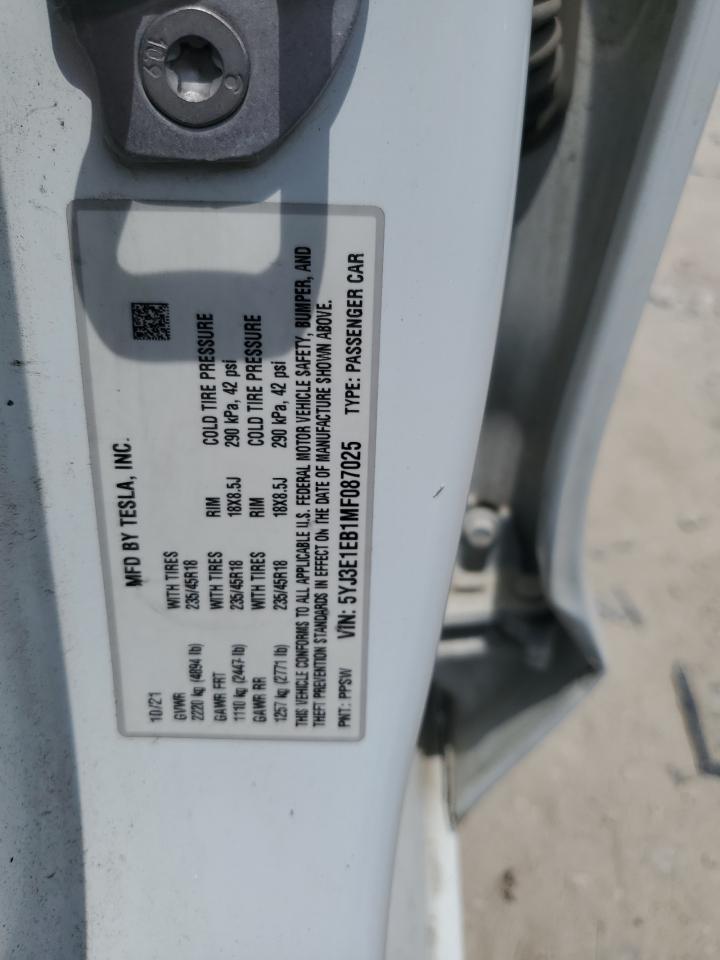 10.9
MFD BY TESLA, INC.
10/21
GVWR WITH TIRES RIM COLD TIRE PRESSURE
2220 kg (4894 lb) 235/45R18 18X8.5J 290 kPa, 42 psi
GAWR FRT WITH TIRES RIM COLD TIRE PRESSURE
1110 kg (2447 lb) 235/45R18 18X8.5J 290 kPa, 42 psi
GAWR RR WITH TIRES
1257 kg (2771 lb) 235/45R18
THIS VEHICLE CONFORMS TO ALL APPLICABLE U.S. FEDERAL MOTOR VEHICLE SAFETY, BUMPER, AND
THEFT PREVENTION STANDARDS IN EFFECT ON THE DATE OF MANUFACTURE SHOWN ABOVE.
PNT: PPSW VIN: 5YJ3E1EB1MF087025 TYPE: PASSENGER CAR